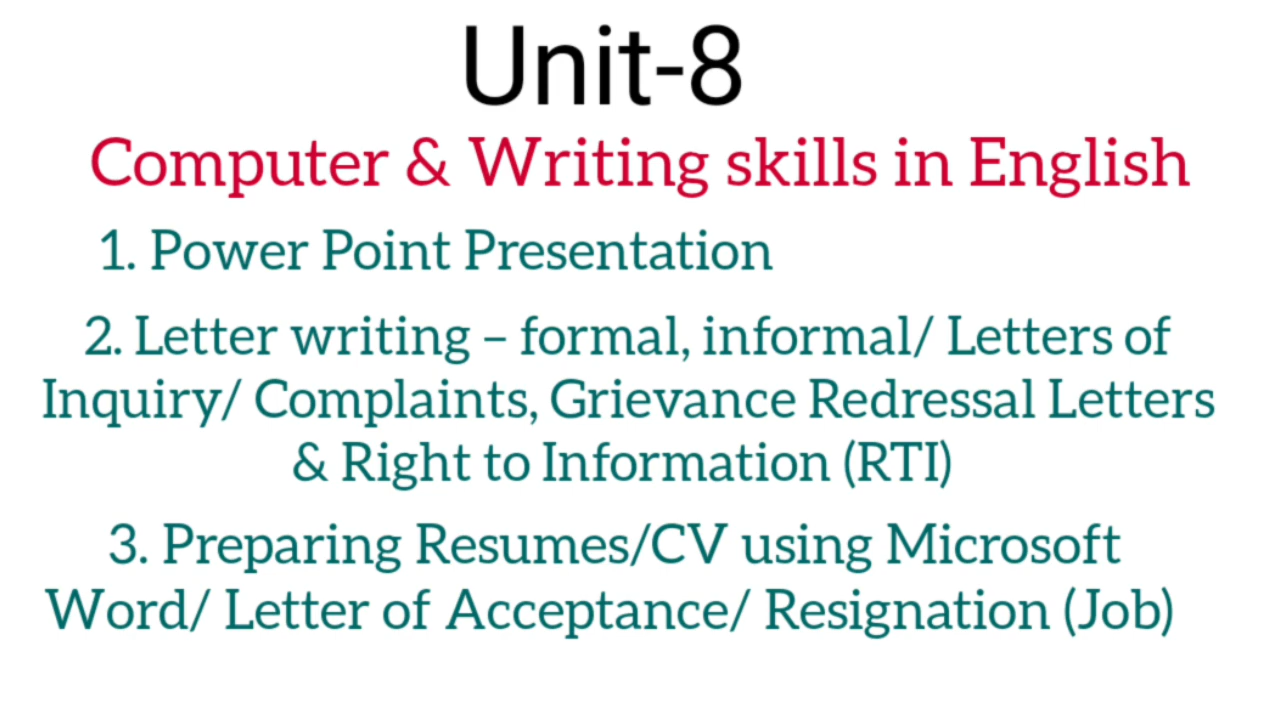 Unit-8
Computer & Writing skills in English
1. Power Point Presentation
2. Letter writing – formal, informal/ Letters of
Inquiry/ Complaints, Grievance Redressal Letters
& Right to Information (RTI)
3. Preparing Resumes/CV using Microsoft
Word/ Letter of Acceptance/ Resignation (Job)